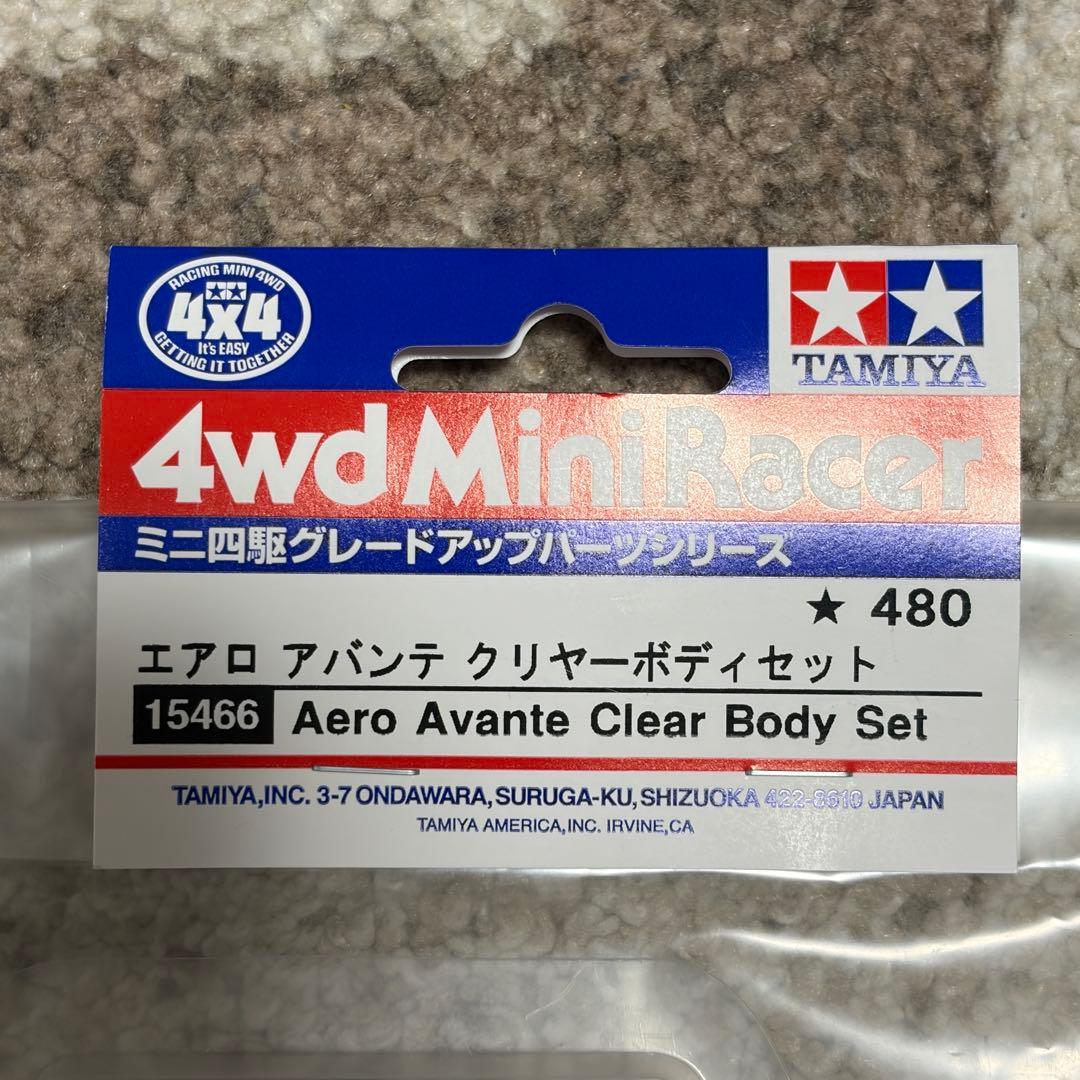 RACING MINI 4WD
4x4
It's EASY
GETTING IT TOGETHER
TAMIYA
4wd Mini Racer
ミニ四駆グレードアップパーツシリーズ
★ 480
エアロ アバンテ クリヤーボディセット
15466 Aero Avante Clear Body Set
TAMIYA,INC. 3-7 ONDAWARA, SURUGA-KU, SHIZUOKA 422-8610 JAPAN
TAMIYA AMERICA,INC. IRVINE,CA